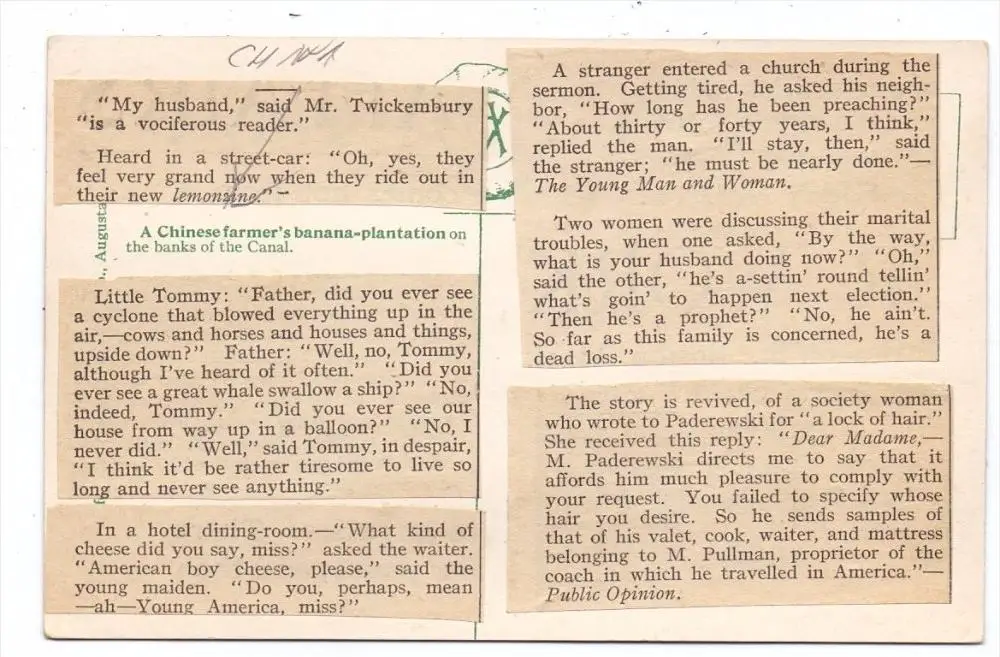 CHINA
"My husband," said Mr. Twickembury
"is a vociferous reader."
Heard in a street-car: "Oh, yes, they
feel very grand now when they ride out in
their new lemonzine."
A Chinese farmer's banana-plantation on
the banks of the Canal.
Augusta
Little Tommy: "Father, did you ever see
a cyclone that blowed everything up in the
air,—cows and horses and houses and things,
upside down?" Father: "Well, no, Tommy,
although I've heard of it often." "Did you
ever see a great whale swallow a ship?" "No,
indeed, Tommy." "Did you ever see our
house from way up in a balloon?" "No, I
never did." "Well," said Tommy, in despair,
"I think it'd be rather tiresome to live so
long and never see anything."
In a hotel dining-room.—"What kind of
cheese did you say, miss?" asked the waiter.
"American boy cheese, please," said the
young maiden. "Do you, perhaps, mean
—ah—Young America, miss?"
A stranger entered a church during the
sermon. Getting tired, he asked his neigh-
bor, "How long has he been preaching?"
"About thirty or forty years, I think,"
replied the man. "I'll stay, then," said
the stranger; "he must be nearly done."—
The Young Man and Woman.
Two women were discussing their marital
troubles, when one asked, "By the way,
what is your husband doing now?" "Oh,"
said the other, "he's a-settin' round tellin'
what's goin' to happen next election."
"Then he's a prophet?" "No, he ain't.
So far as this family is concerned, he's a
dead loss."
The story is revived, of a society woman
who wrote to Paderewski for "a lock of hair."
She received this reply: "Dear Madame,—
M. Paderewski directs me to say that it
affords him much pleasure to comply with
your request. You failed to specify whose
hair you desire. So he sends samples of
that of his valet, cook, waiter, and mattress
belonging to M. Pullman, proprietor of the
coach in which he travelled in America."—
Public Opinion.